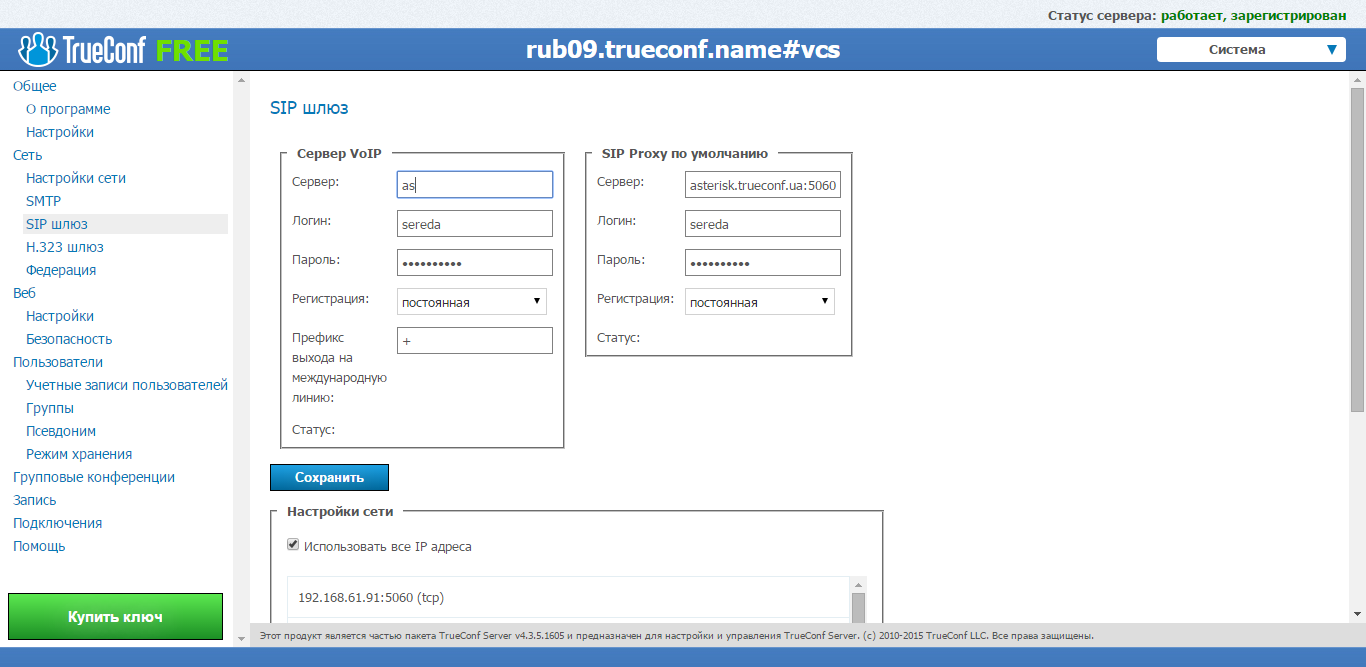 Статус сервера: работает, зарегистрирован
TrueConf FREE
rub09.trueconf.name#vcs
Система
Общее
О программе
Настройки
Сеть
Настройки сети
SMTP
SIP шлюз
H.323 шлюз
Федерация
Веб
Настройки
Безопасность
Пользователи
Учетные записи пользователей
Группы
Псевдоним
Режим хранения
Групповые конференции
Запись
Подключения
Помощь
Купить ключ
SIP шлюз
Сервер VoIP
Сервер: as
Логин: sereda
Пароль: ••••••••••
Регистрация: постоянная
Префикс +
выхода на
международную
линию:
Статус:
SIP Proxy по умолчанию
Сервер: asterisk.trueconf.ua:5060
Логин: sereda
Пароль: ••••••••••
Регистрация: постоянная
Статус:
Сохранить
Настройки сети
Использовать все IP адреса
192.168.61.91:5060 (tcp)
Этот продукт является частью пакета TrueConf Server v4.3.5.1605 и предназначен для настройки и управления TrueConf Server. (c) 2010-2015 TrueConf LLC. Все права защищены.